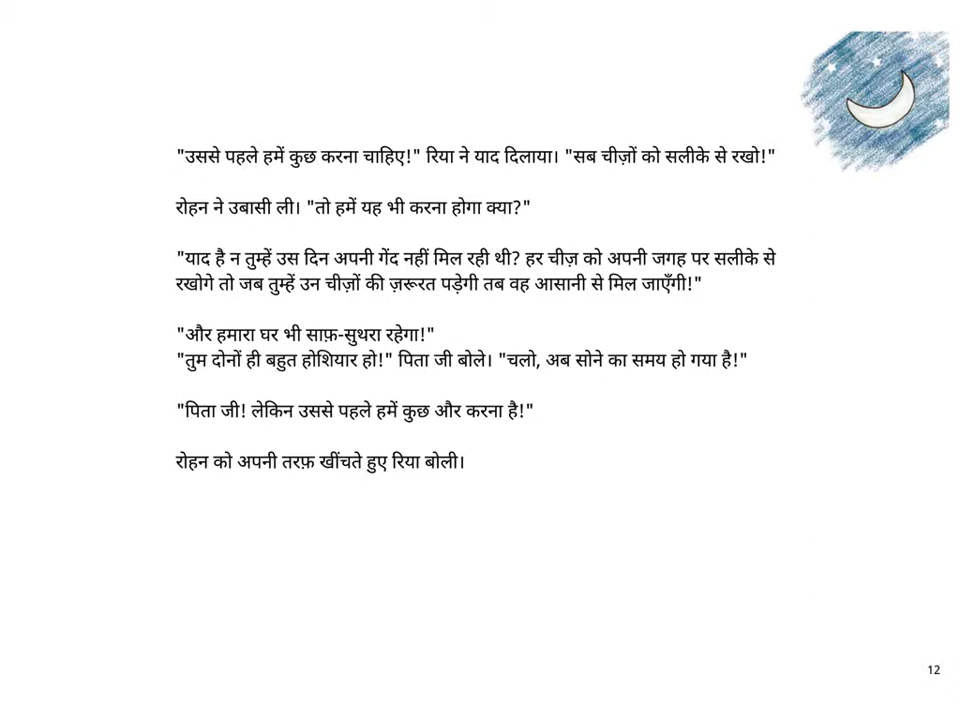 "उससे पहले हमें कुछ करना चाहिए!" रिया ने याद दिलाया। "सब चीज़ों को सलीके से रखो!"
रोहन ने उबासी ली। "तो हमें यह भी करना होगा क्या?"
"याद है न तुम्हें उस दिन अपनी गेंद नहीं मिल रही थी? हर चीज़ को अपनी जगह पर सलीके से
रखोगे तो जब तुम्हें उन चीज़ों की ज़रूरत पड़ेगी तब वह आसानी से मिल जाएँगी!"
"और हमारा घर भी साफ़-सुथरा रहेगा!"
"तुम दोनों ही बहुत होशियार हो!" पिता जी बोले। "चलो, अब सोने का समय हो गया है!"
"पिता जी! लेकिन उससे पहले हमें कुछ और करना है!"
रोहन को अपनी तरफ़ खींचते हुए रिया बोली।
12